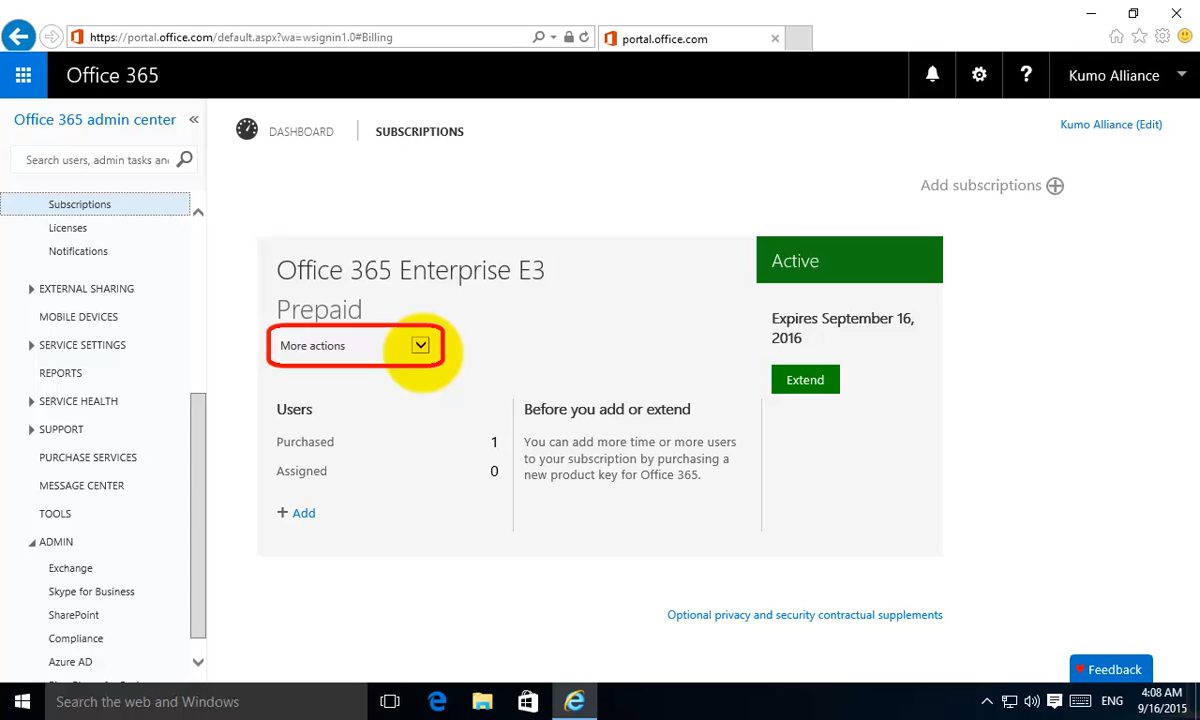 https://portal.office.com/default.aspx?wa=wsignin1.0#Billing
portal.office.com
Office 365
Kumo Alliance
Office 365 admin center «
DASHBOARD
SUBSCRIPTIONS
Kumo Alliance (Edit)
Search users, admin tasks and
Add subscriptions
Subscriptions
Licenses
Notifications
EXTERNAL SHARING
MOBILE DEVICES
SERVICE SETTINGS
REPORTS
SERVICE HEALTH
SUPPORT
PURCHASE SERVICES
MESSAGE CENTER
TOOLS
ADMIN
Exchange
Skype for Business
SharePoint
Compliance
Azure AD
Office 365 Enterprise E3
Prepaid
More actions
Active
Expires September 16,
2016
Extend
Users
Purchased 1
Assigned 0
+ Add
Before you add or extend
You can add more time or more users
to your subscription by purchasing a
new product key for Office 365.
Optional privacy and security contractual supplements
Feedback
Search the web and Windows
ENG
4:08 AM
9/16/2015